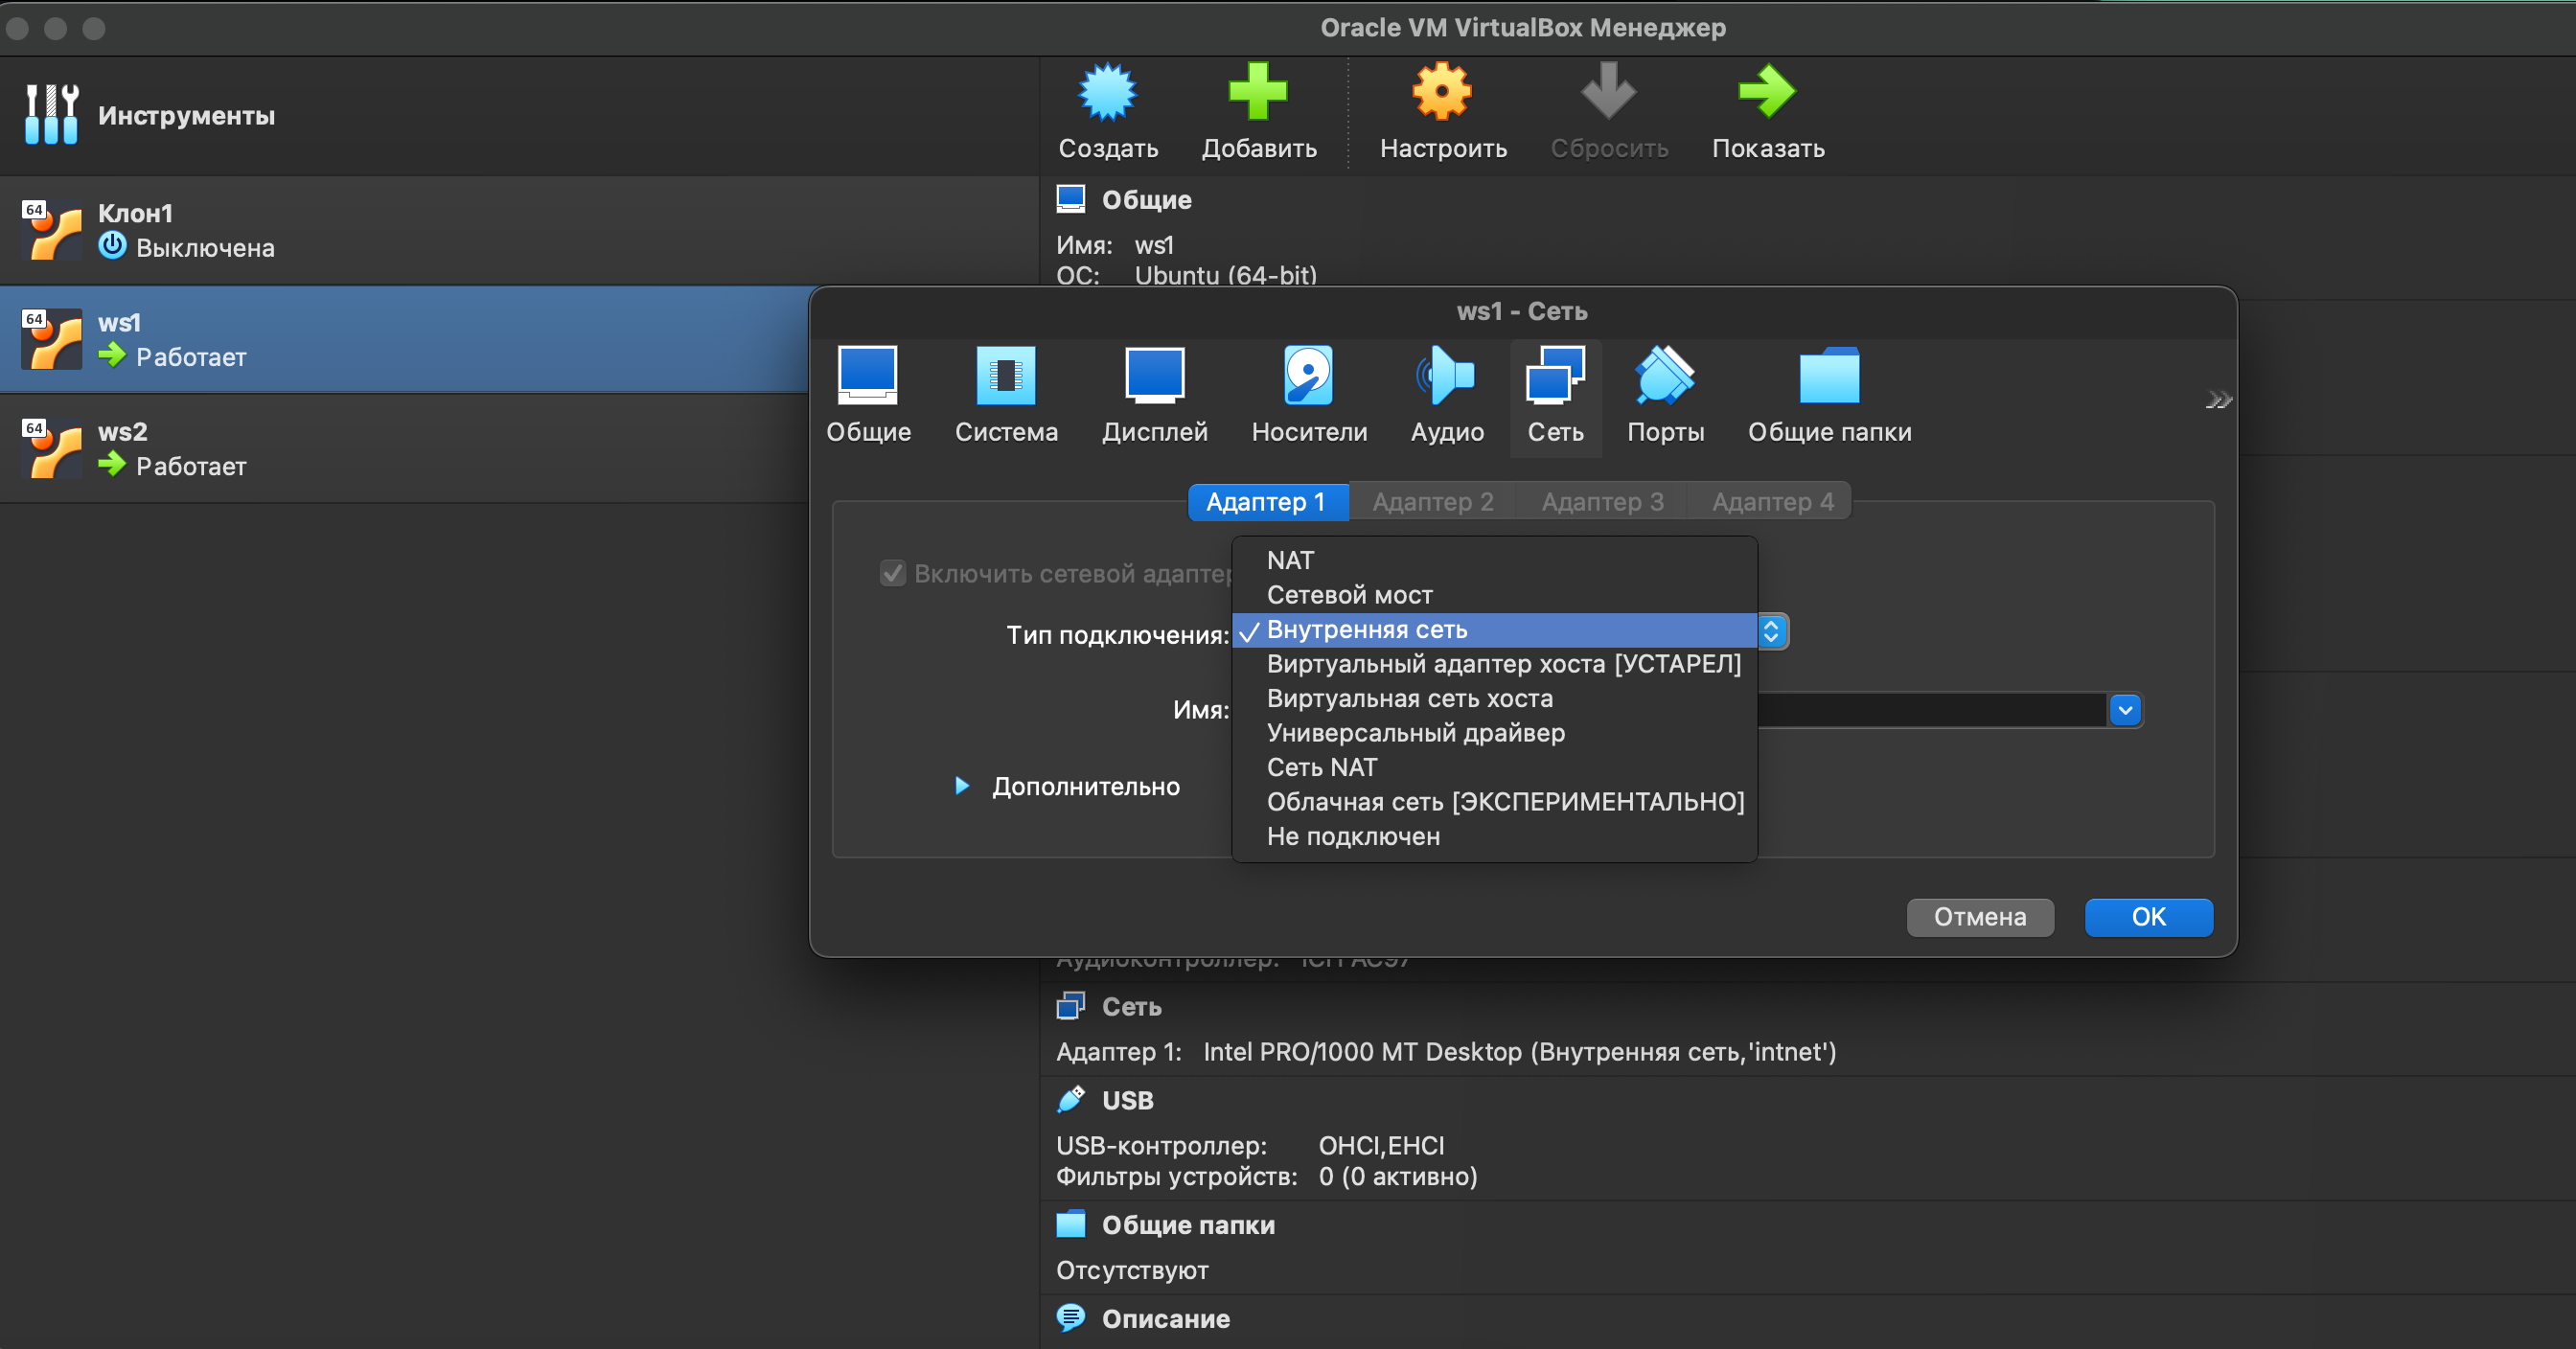 Oracle VM VirtualBox Менеджер
Инструменты
Создать
Добавить
Настроить
Сбросить
Показать
64
Клон1
Выключена
64
ws1
Работает
64
ws2
Работает
Общие
Имя: ws1
ОС: Ubuntu (64-bit)
ws1 - Сеть
Общие
Система
Дисплей
Носители
Аудио
Сеть
Порты
Общие папки
Адаптер 1
Адаптер 2
Адаптер 3
Адаптер 4
Включить сетевой адаптер
Тип подключения:
Имя:
Дополнительно
NAT
Сетевой мост
Внутренняя сеть
Виртуальный адаптер хоста [УСТАРЕЛ]
Виртуальная сеть хоста
Универсальный драйвер
Сеть NAT
Облачная сеть [ЭКСПЕРИМЕНТАЛЬНО]
Не подключен
Отмена
OK
Аудиоконтроллер: ICH AC97
Сеть
Адаптер 1: Intel PRO/1000 MT Desktop (Внутренняя сеть,'intnet')
USB
USB-контроллер: OHCI,EHCI
Фильтры устройств: 0 (0 активно)
Общие папки
Отсутствуют
Описание